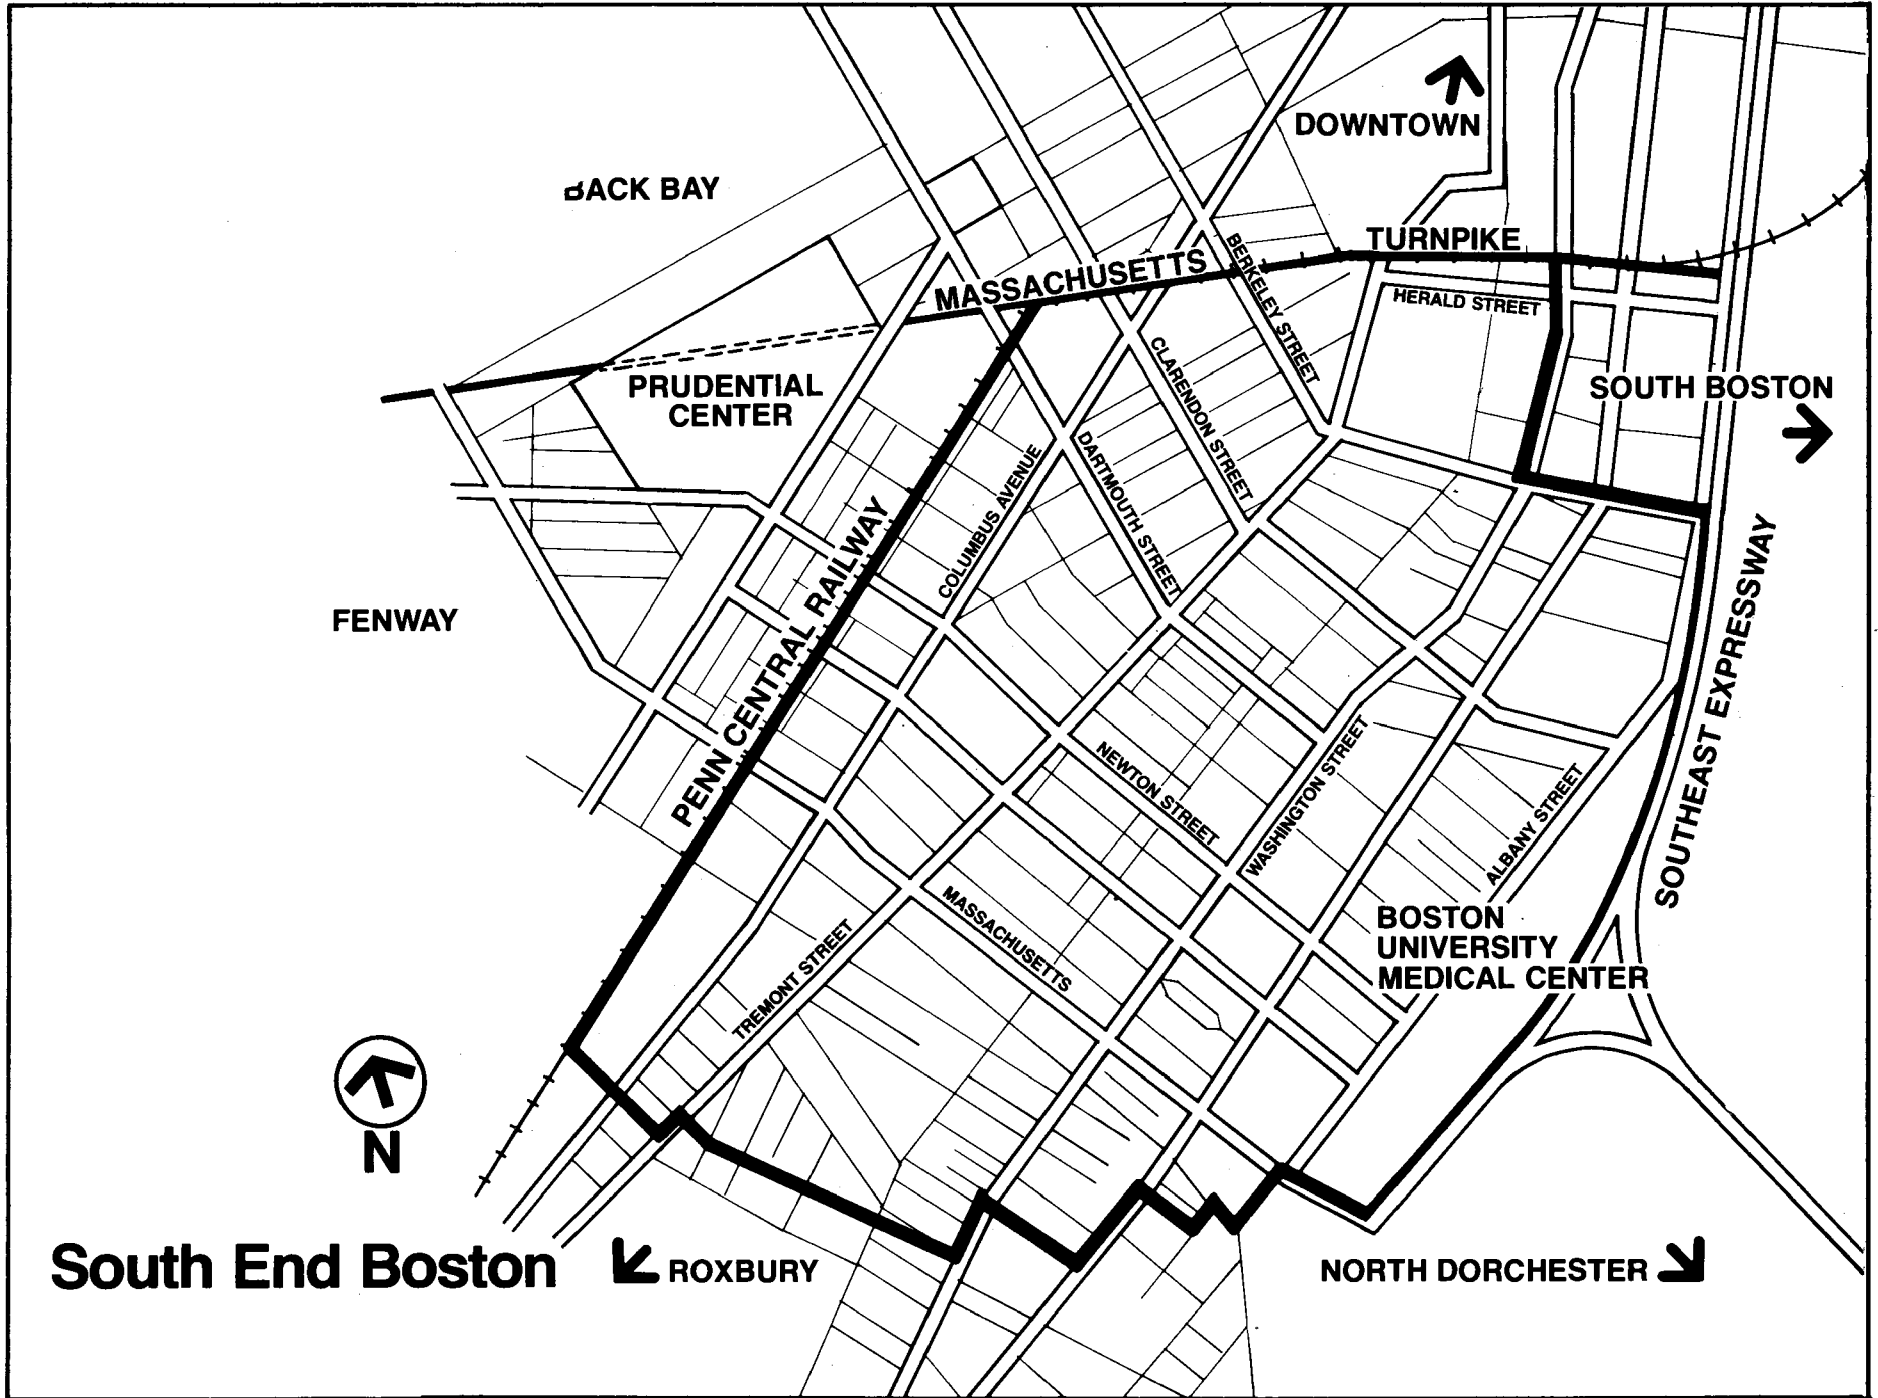 DOWNTOWN
BACK BAY
TURNPIKE
MASSACHUSETTS
BERKELEY STREET
HERALD STREET
PRUDENTIAL
CENTER
CLARENDON STREET
SOUTH BOSTON
COLUMBUS AVENUE
DARTMOUTH STREET
PENN CENTRAL RAILWAY
FENWAY
SOUTHEAST EXPRESSWAY
NEWTON STREET
WASHINGTON STREET
ALBANY STREET
MASSACHUSETTS
TREMONT STREET
BOSTON
UNIVERSITY
MEDICAL CENTER
N
South End Boston
ROXBURY
NORTH DORCHESTER